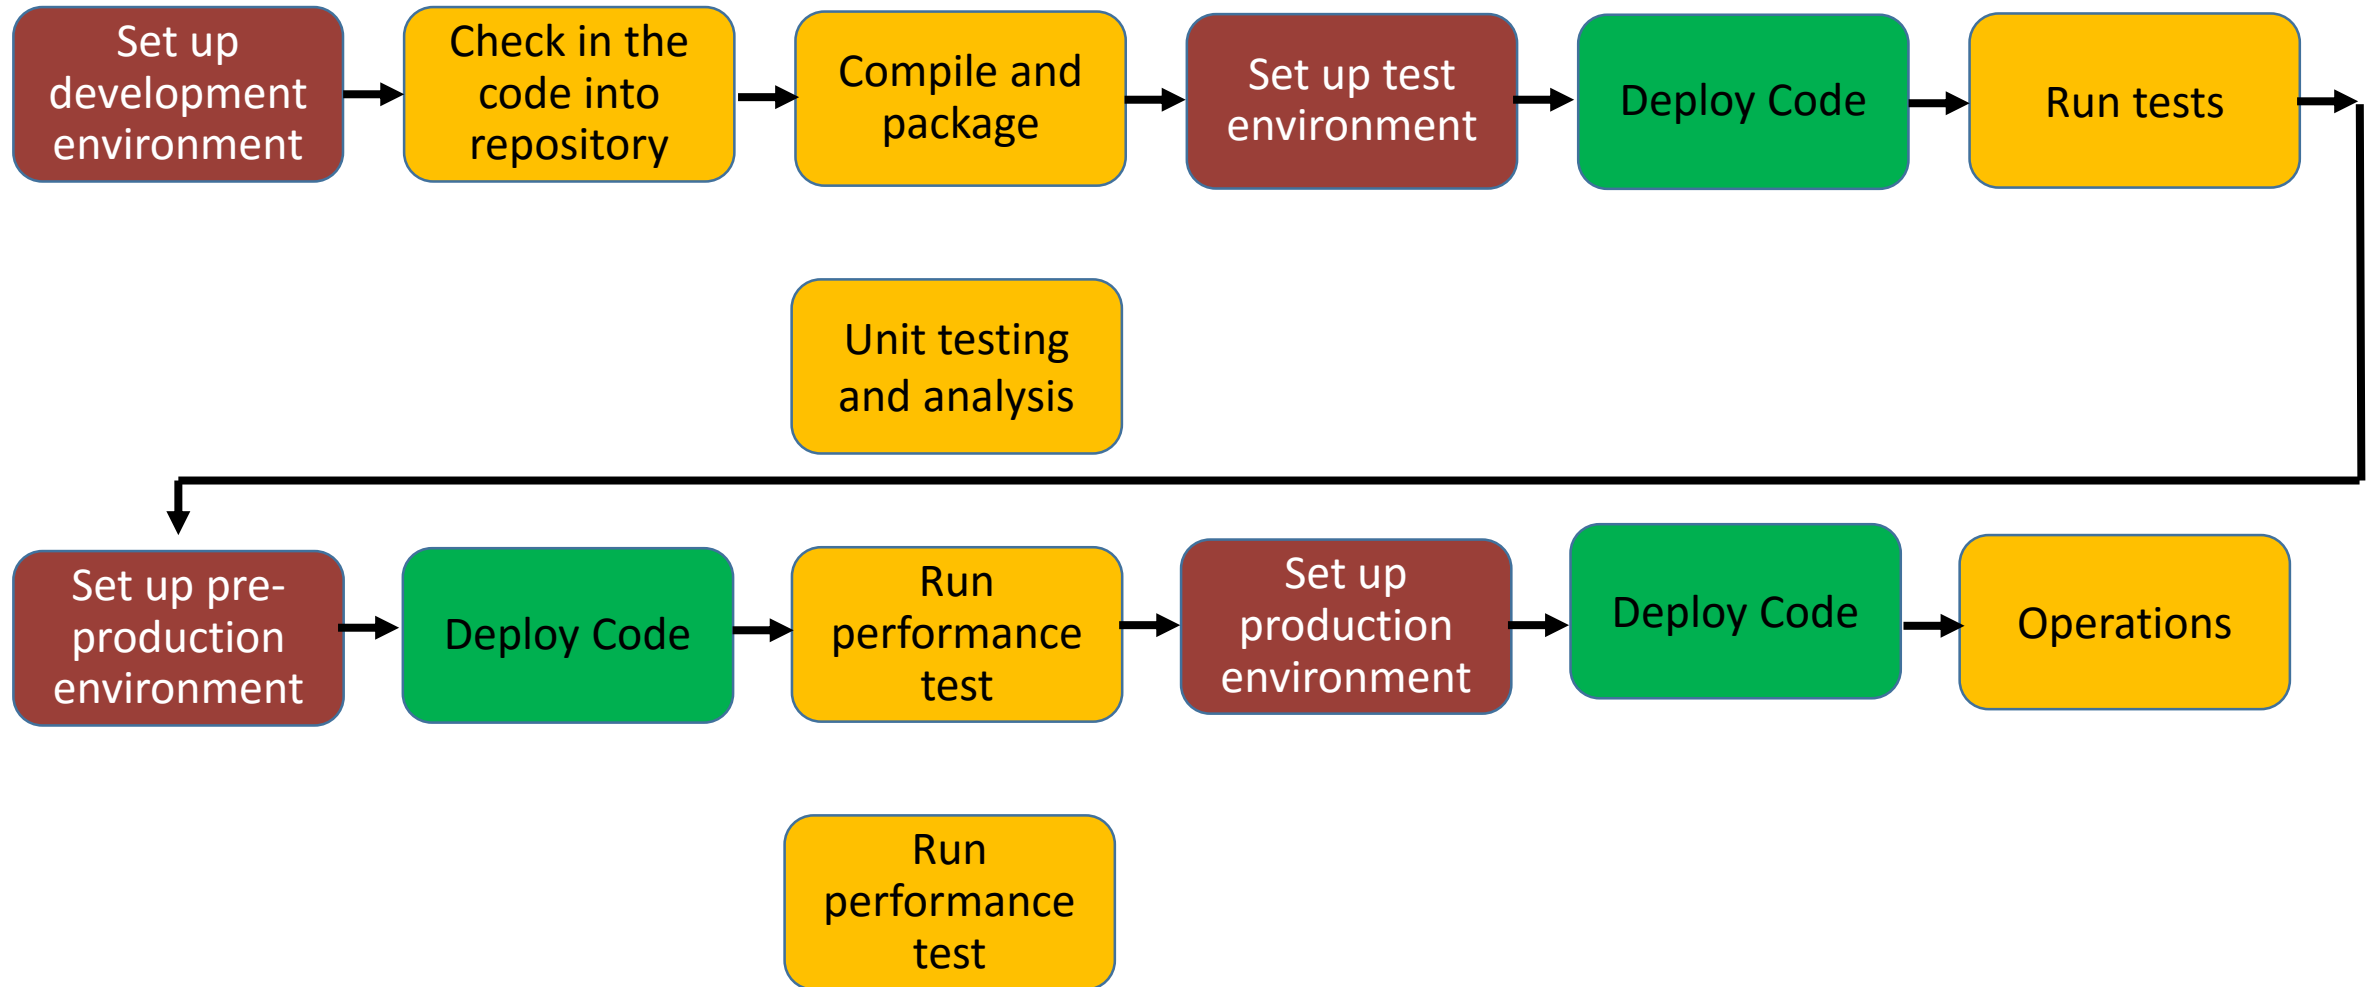 Set up
development
environment
Check in the
code into
repository
Compile and
package
Set up test
environment
Deploy Code
Run tests
Unit testing
and analysis
Set up pre-
production
environment
Deploy Code
Run
performance
test
Set up
production
environment
Deploy Code
Operations
Run
performance
test